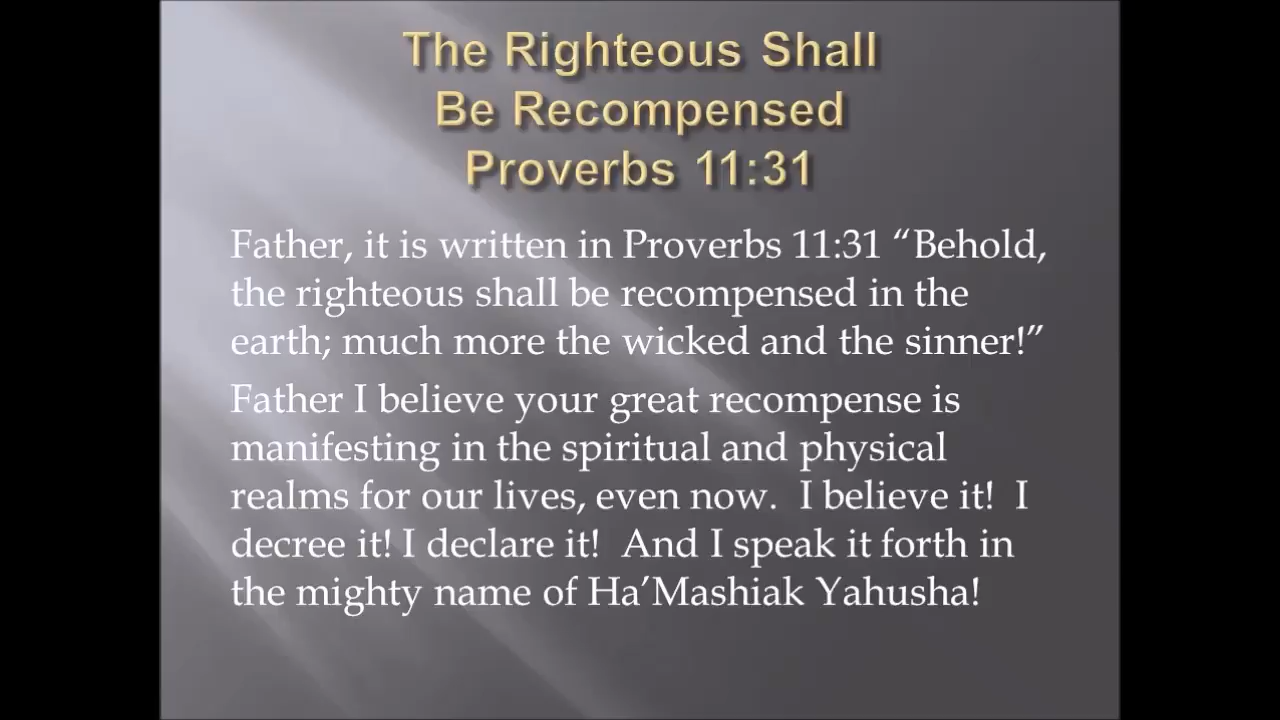 The Righteous Shall
Be Recompensed
Proverbs 11:31
Father, it is written in Proverbs 11:31 “Behold,
the righteous shall be recompensed in the
earth; much more the wicked and the sinner!”
Father I believe your great recompense is
manifesting in the spiritual and physical
realms for our lives, even now.  I believe it!  I
decree it! I declare it!  And I speak it forth in
the mighty name of Ha’Mashiak Yahusha!